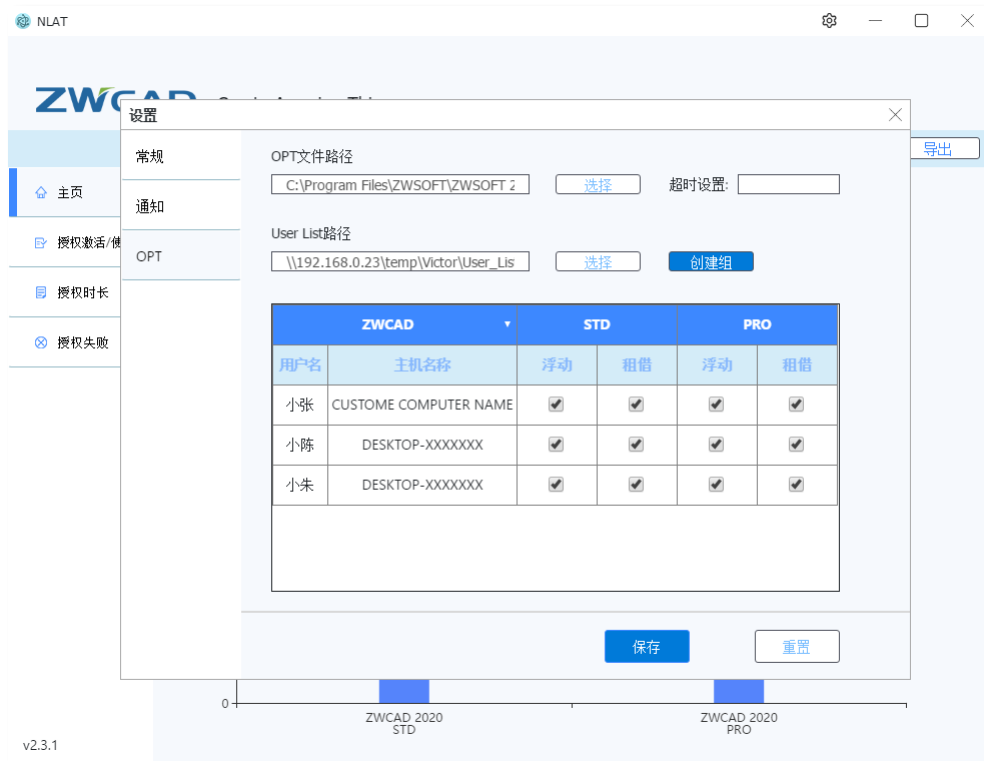 NLAT
ZWCAD
设置
常规
通知
OPT
OPT文件路径
C:\Program Files\ZWSOFT\ZWSOFT 2
选择
超时设置:
User List路径
\\192.168.0.23\temp\Victor\User_Lis
选择
创建组
ZWCAD STD PRO
用户名 主机名称 浮动 租借 浮动 租借
小张 CUSTOME COMPUTER NAME
小陈 DESKTOP-XXXXXXX
小朱 DESKTOP-XXXXXXX
保存
重置
导出
主页
授权激活/使
授权时长
授权失败
0
ZWCAD 2020
STD
ZWCAD 2020
PRO
v2.3.1